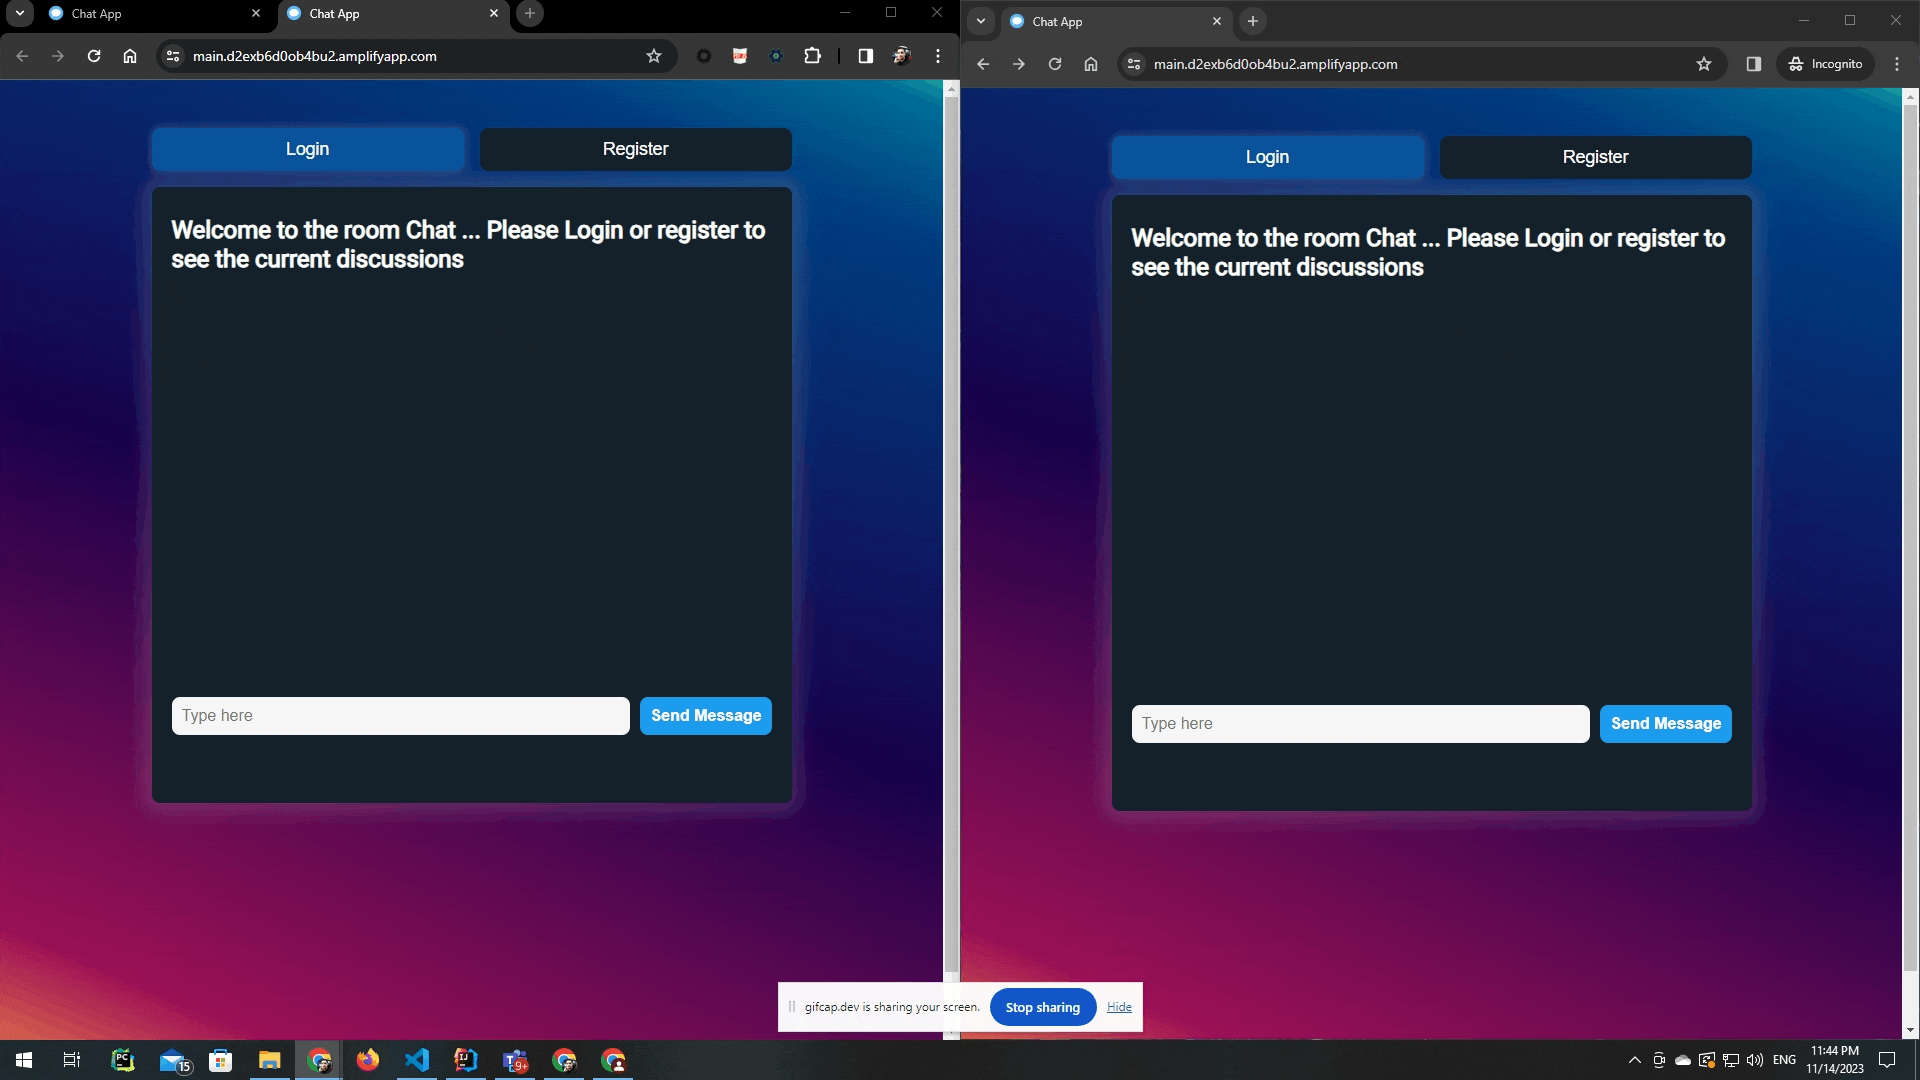 Chat App
Chat App
main.d2exb6d0ob4bu2.amplifyapp.com
Login
Register
Welcome to the room Chat ... Please Login or register to
see the current discussions
Type here
Send Message
Chat App
main.d2exb6d0ob4bu2.amplifyapp.com
Incognito
Login
Register
Welcome to the room Chat ... Please Login or register to
see the current discussions
Type here
Send Message
gifcap.dev is sharing your screen.
Stop sharing
Hide
PC
15
IJ
T
9+
ENG
11:44 PM
11/14/2023